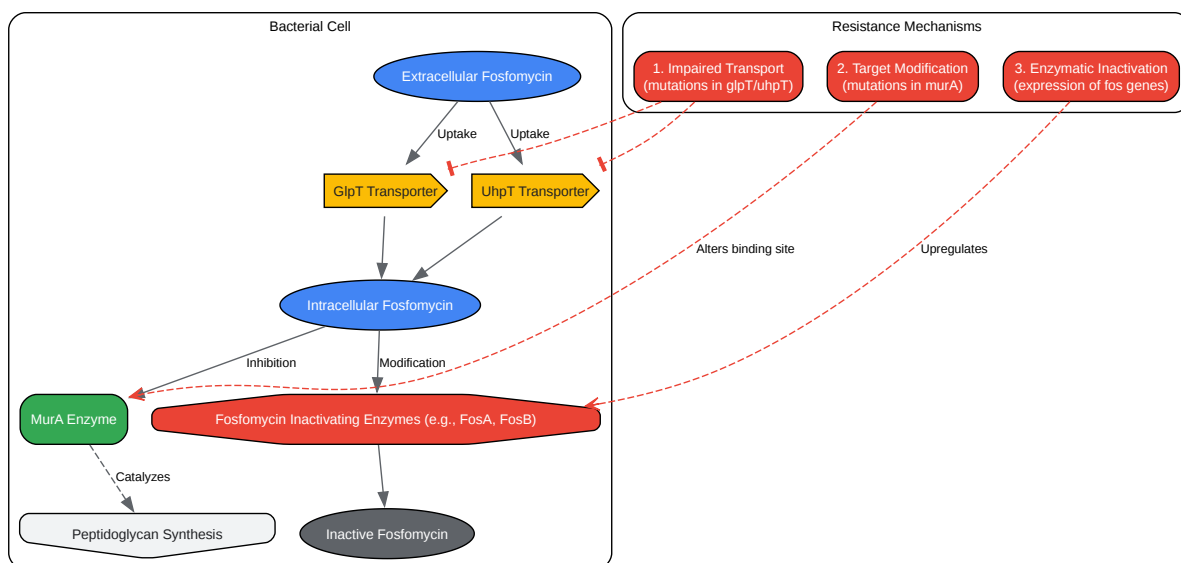 Bacterial Cell
Resistance Mechanisms
Extracellular Fosfomycin
1. Impaired Transport
(mutations in glpT/uhpT)
2. Target Modification
(mutations in murA)
3. Enzymatic Inactivation
(expression of fos genes)
Uptake
Uptake
GlpT Transporter
UhpT Transporter
Alters binding site
Upregulates
Intracellular Fosfomycin
Inhibition
Modification
MurA Enzyme
Fosfomycin Inactivating Enzymes (e.g., FosA, FosB)
Catalyzes
Peptidoglycan Synthesis
Inactive Fosfomycin